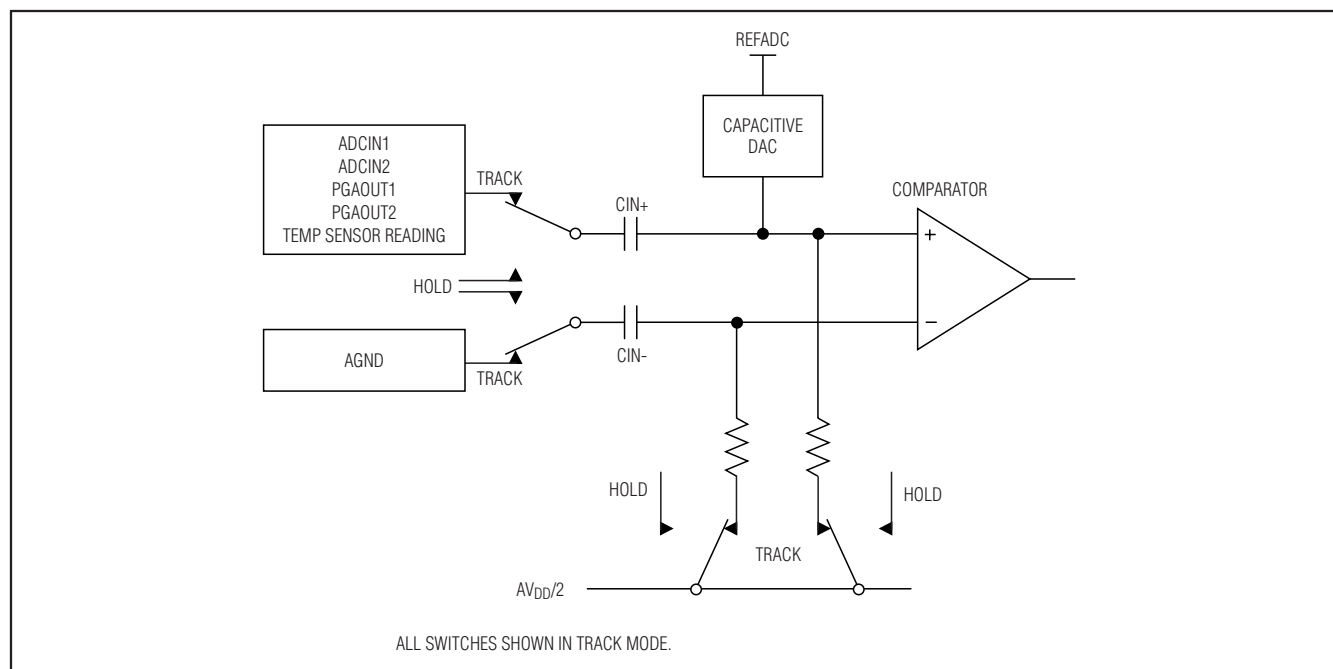 REFADC
CAPACITIVE
DAC
ADCIN1
ADCIN2
PGAOUT1
PGAOUT2
TEMP SENSOR READING
TRACK
CIN+
COMPARATOR
+
HOLD
−
AGND
TRACK
CIN-
HOLD
HOLD
TRACK
AVDD/2
ALL SWITCHES SHOWN IN TRACK MODE.